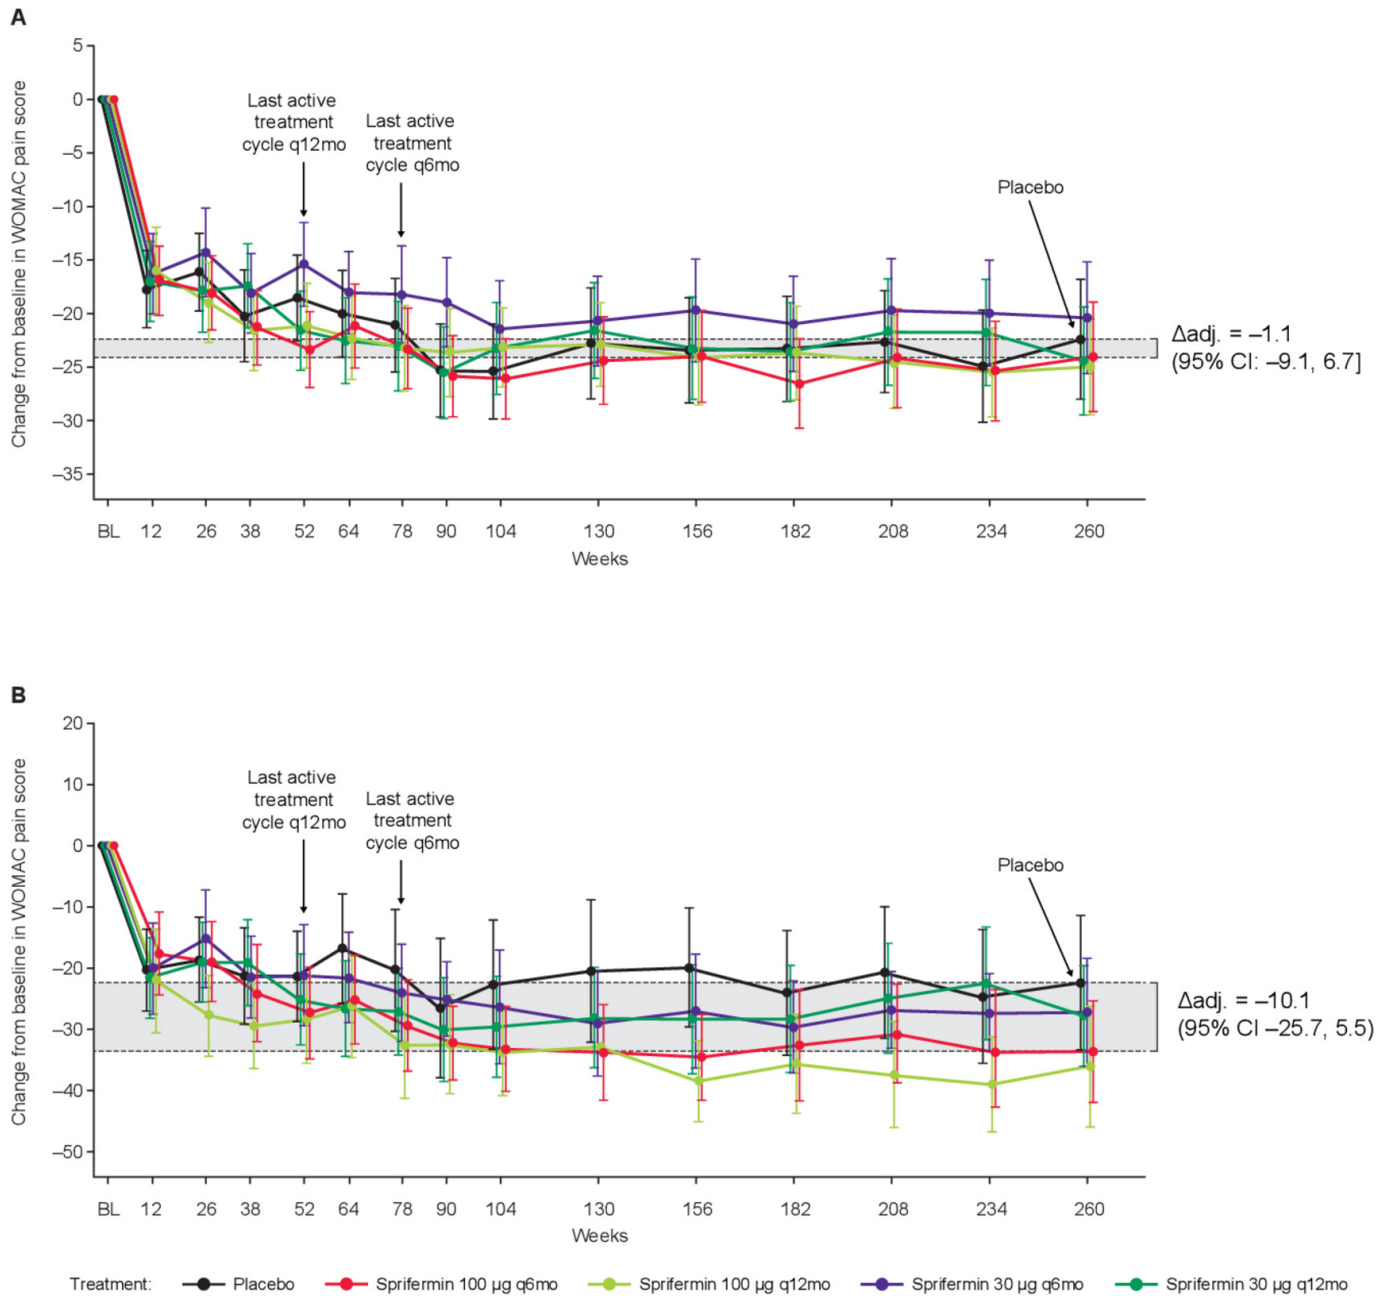 A
Change from baseline in WOMAC pain score
5
0
–5
–10
–15
–20
–25
–30
–35
Last active
treatment
cycle q12mo
Last active
treatment
cycle q6mo
Placebo
Δadj. = –1.1
(95% CI: –9.1, 6.7]
BL 12 26 38 52 64 78 90 104 130 156 182 208 234 260
Weeks
B
Change from baseline in WOMAC pain score
20
10
0
–10
–20
–30
–40
–50
Last active
treatment
cycle q12mo
Last active
treatment
cycle q6mo
Placebo
Δadj. = –10.1
(95% CI –25.7, 5.5)
BL 12 26 38 52 64 78 90 104 130 156 182 208 234 260
Weeks
Treatment: Placebo Sprifermin 100 µg q6mo Sprifermin 100 µg q12mo Sprifermin 30 µg q6mo Sprifermin 30 µg q12mo